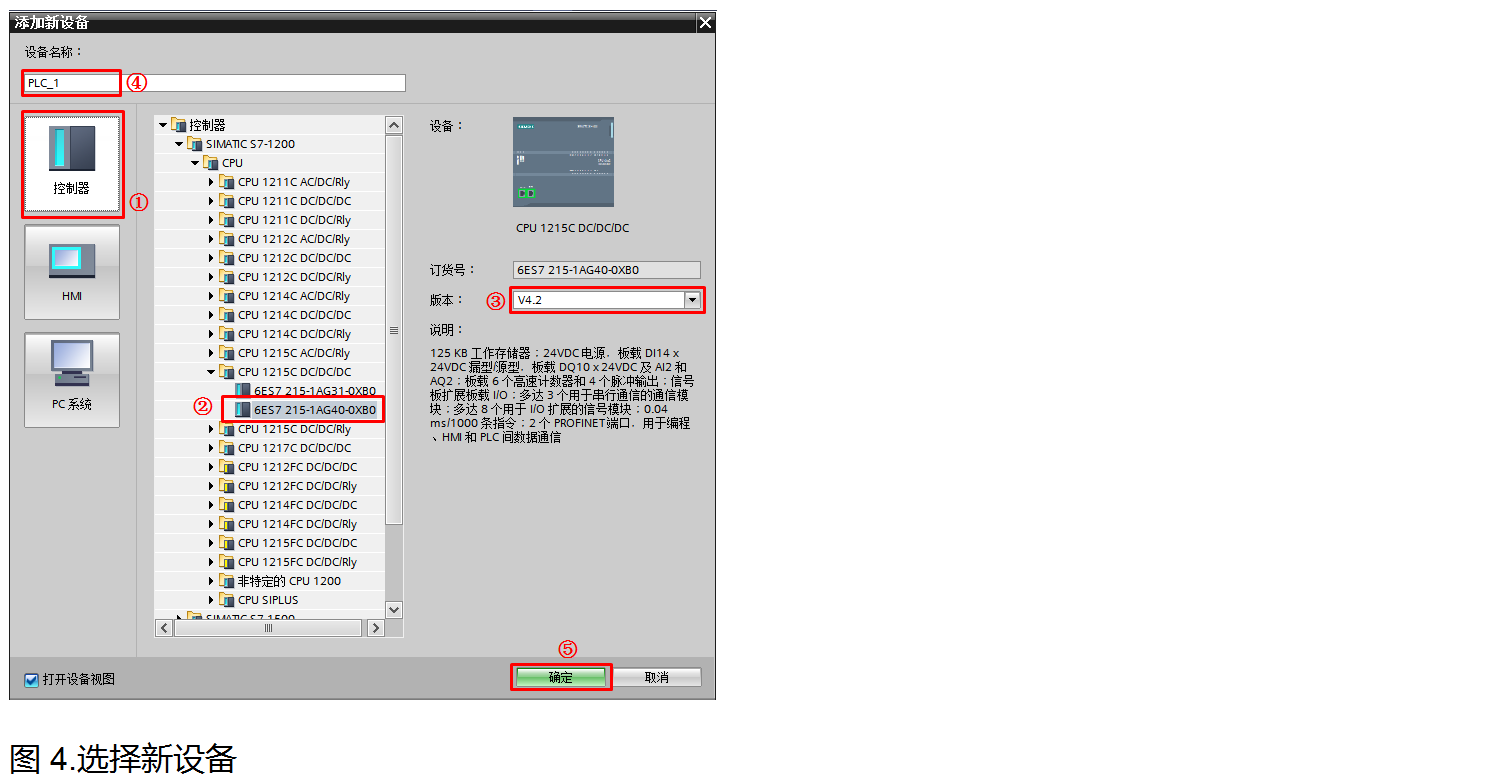 添加新设备
设备名称：
PLC_1
④
控制器
①
HMI
PC 系统
控制器
SIMATIC S7-1200
CPU
CPU 1211C AC/DC/Rly
CPU 1211C DC/DC/DC
CPU 1211C DC/DC/Rly
CPU 1212C AC/DC/Rly
CPU 1212C DC/DC/DC
CPU 1212C DC/DC/Rly
CPU 1214C AC/DC/Rly
CPU 1214C DC/DC/DC
CPU 1214C DC/DC/Rly
CPU 1215C AC/DC/Rly
CPU 1215C DC/DC/DC
6ES7 215-1AG31-0XB0
② 6ES7 215-1AG40-0XB0
CPU 1215C DC/DC/Rly
CPU 1217C DC/DC/DC
CPU 1212FC DC/DC/DC
CPU 1212FC DC/DC/Rly
CPU 1214FC DC/DC/DC
CPU 1214FC DC/DC/Rly
CPU 1215FC DC/DC/DC
CPU 1215FC DC/DC/Rly
非特定的 CPU 1200
CPU SIPLUS
SIMATIC S7-1500
设备：
CPU 1215C DC/DC/DC
订货号： 6ES7 215-1AG40-0XB0
版本： ③ V4.2
说明：
125 KB 工作存储器；24VDC 电源，板载 DI14 x
24VDC 漏型/源型，板载 DQ10 x 24VDC 及 AI2 和
AQ2；板载 6 个高速计数器和 4 个脉冲输出；信号
板扩展板载 I/O；多达 3 个用于串行通信的通信模
块；多达 8 个用于 I/O 扩展的信号模块；0.04
ms/1000 条指令；2 个 PROFINET 端口，用于编程
、HMI 和 PLC 间数据通信
⑤
打开设备视图
确定
取消
图 4.选择新设备